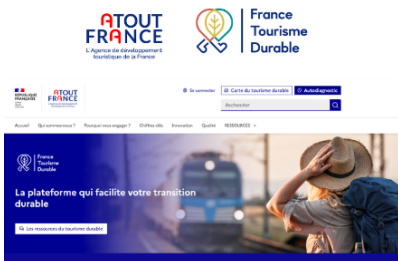 ATOUT
FRANCE
L'Agence de développement
touristique de la France
France
Tourisme
Durable
RÉPUBLIQUE
FRANÇAISE
ATOUT
FRANCE
Se connecter
Carte du tourisme durable
Autodiagnostic
Rechercher
Accueil
Qui sommes-nous ?
Pourquoi nous engager ?
Chiffres clés
Innovation
Qualité
RESSOURCES
France
Tourisme
Durable
La plateforme qui facilite votre transition
durable
Les ressources du tourisme durable